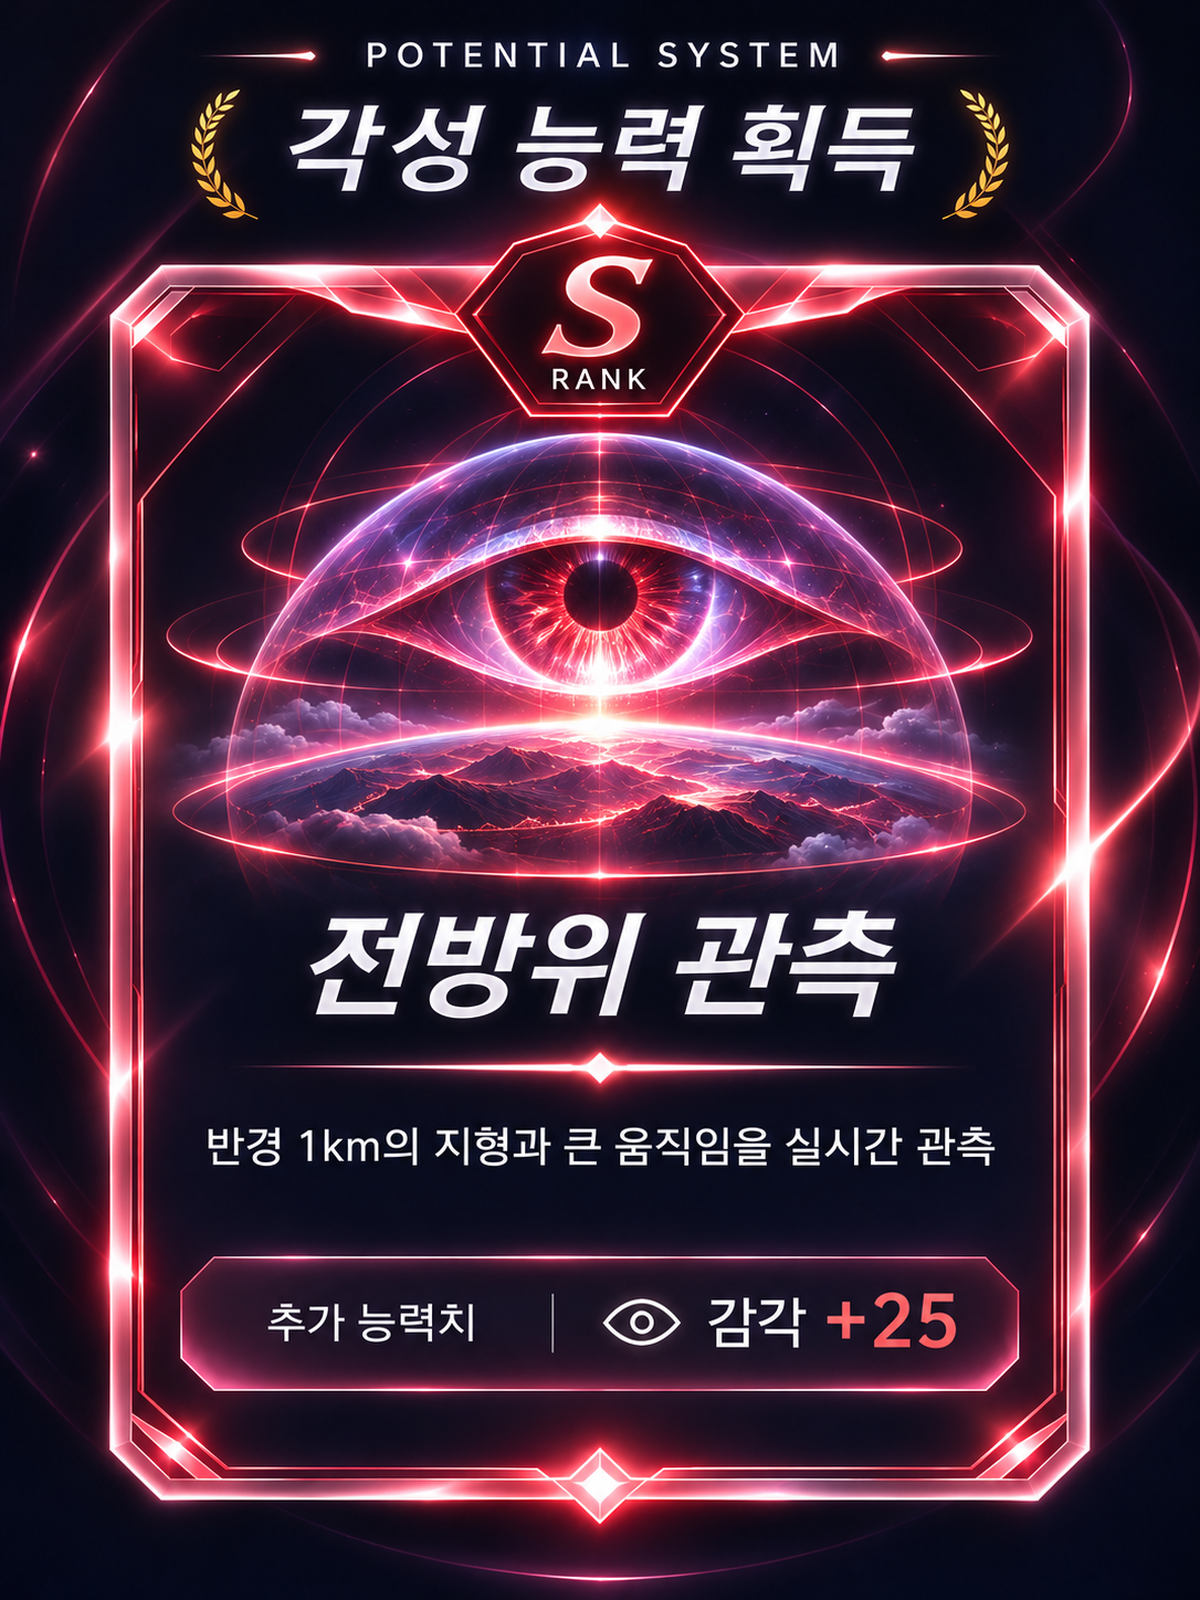 POTENTIAL SYSTEM
각성 능력 획득
S
RANK
전방위 관측
반경 1km의 지형과 큰 움직임을 실시간 관측
추가 능력치
감각 +25